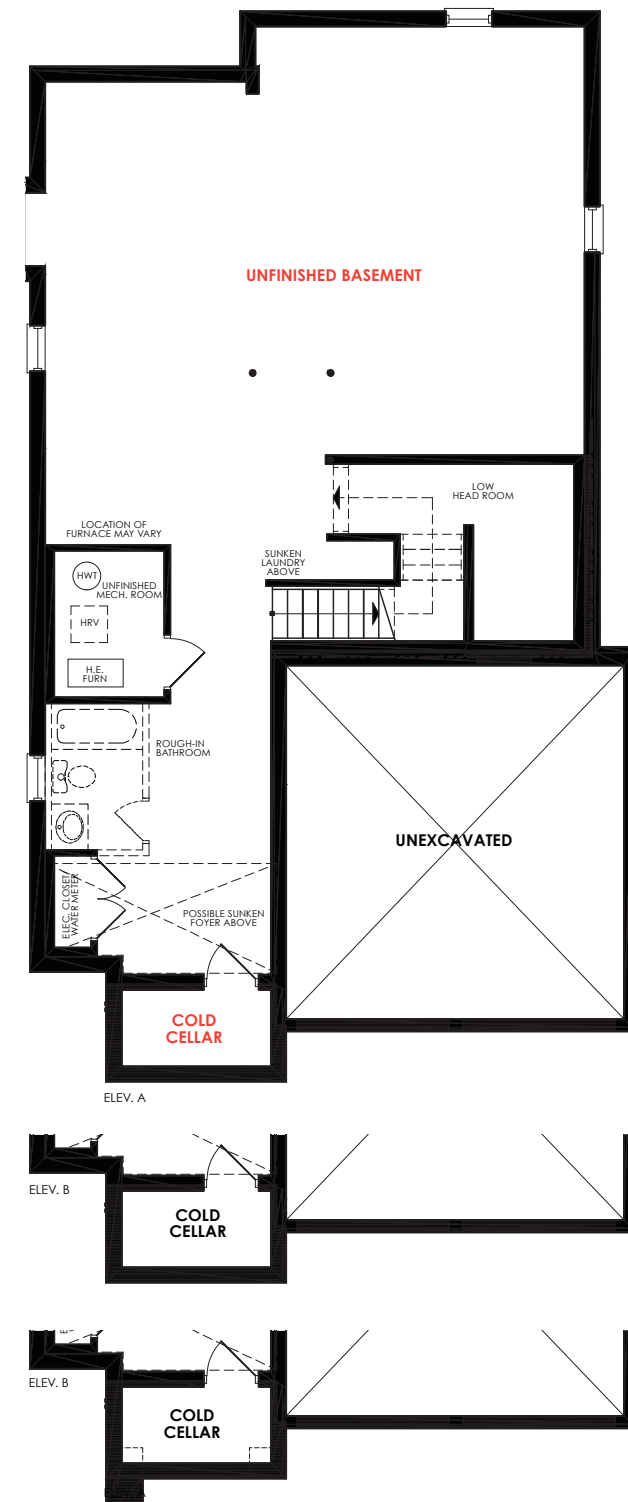 UNFINISHED BASEMENT
LOW
HEAD ROOM
LOCATION OF
FURNACE MAY VARY
SUNKEN
LAUNDRY
ABOVE
HWT
UNFINISHED
MECH. ROOM
HRV
H.E.
FURN
ROUGH-IN
BATHROOM
UNEXCAVATED
ELEC. CLOSET/
WATER METER
POSSIBLE SUNKEN
FOYER ABOVE
COLD
CELLAR
ELEV. A
ELEV. B
COLD
CELLAR
ELEV. B
COLD
CELLAR